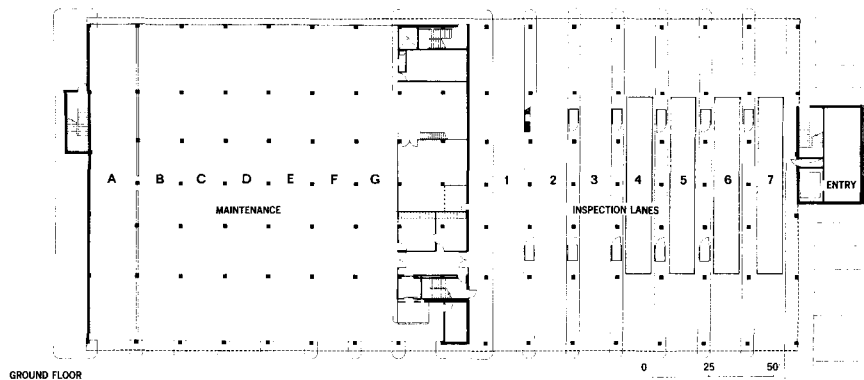 A B C D E F G 1 2 3 4 5 6 7 ENTRY
MAINTENANCE INSPECTION LANES
0 25 50'
GROUND FLOOR